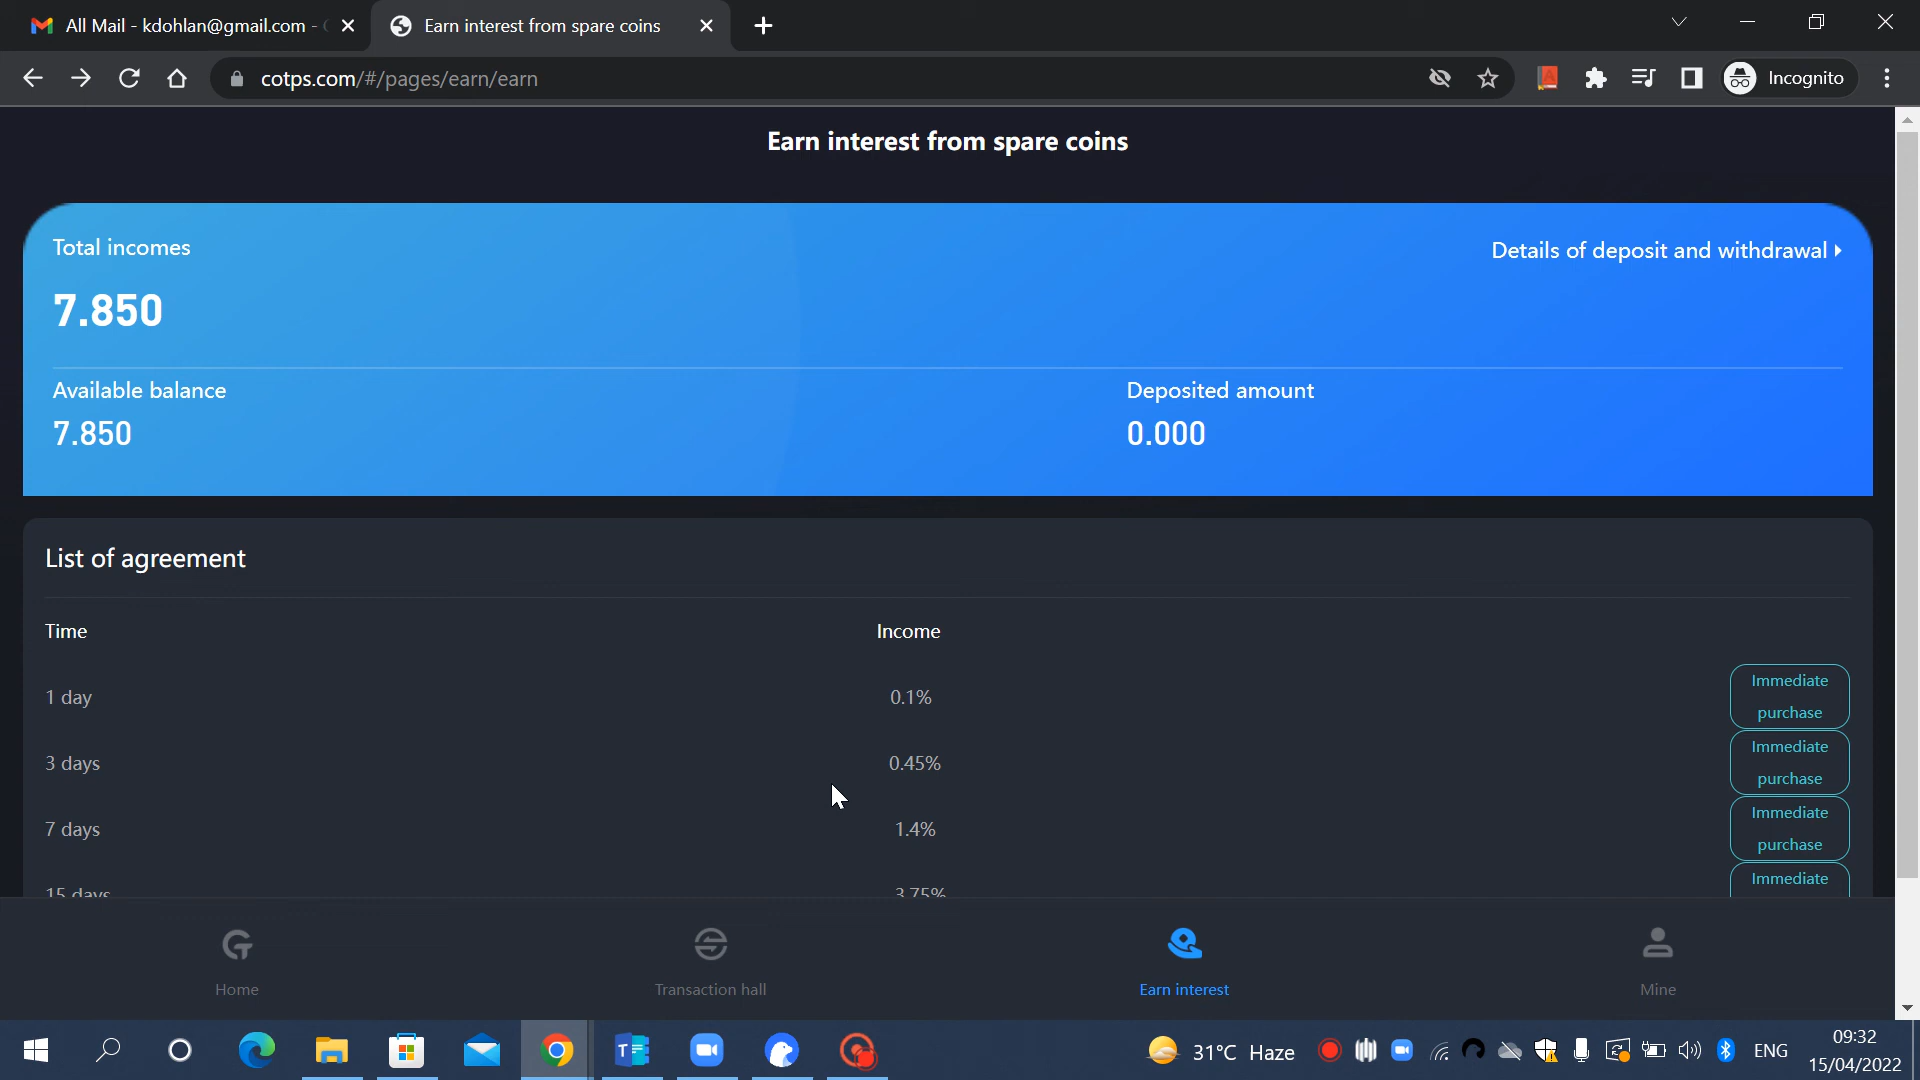 All Mail - kdohlan@gmail.com -
Earn interest from spare coins
cotps.com/#/pages/earn/earn
Incognito
Earn interest from spare coins
Total incomes
Details of deposit and withdrawal
7.850
Available balance
Deposited amount
7.850
0.000
List of agreement
Time
Income
1 day
0.1%
Immediate
purchase
3 days
0.45%
Immediate
purchase
7 days
1.4%
Immediate
purchase
15 days
3.75%
Immediate
Home
Transaction hall
Earn interest
Mine
31°C Haze
ENG
09:32
15/04/2022